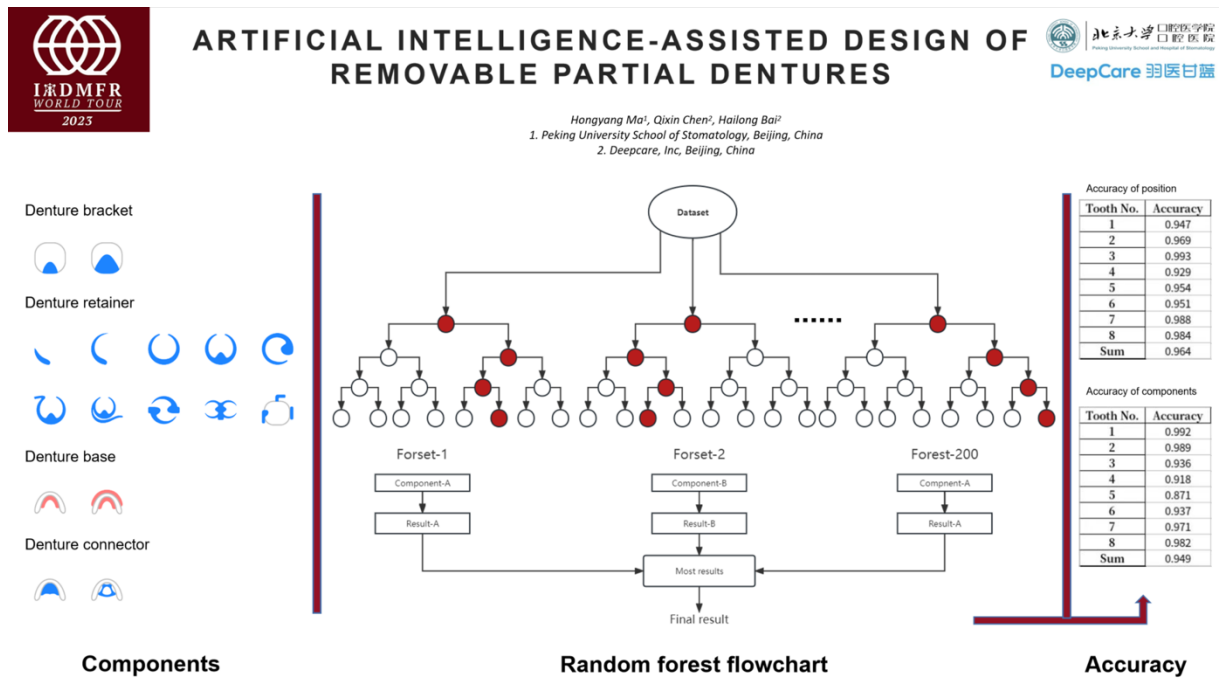 IADMFR
WORLD TOUR
2023
ARTIFICIAL INTELLIGENCE-ASSISTED DESIGN OF
REMOVABLE PARTIAL DENTURES
北京大学 口腔医学院
口腔医院
Peking University School and Hospital of Stomatology
DeepCare 羽医甘蓝
Hongyang Ma¹, Qixin Chen², Hailong Bai²
1. Peking University School of Stomatology, Beijing, China
2. Deepcare, Inc, Beijing, China
Denture bracket
Denture retainer
Denture base
Denture connector
Components
Dataset
......
Forset-1
Forset-2
Forest-200
Component-A
Component-B
Compnent-A
Result-A
Result-B
Result-A
Most results
Final result
Random forest flowchart
Accuracy of position
Tooth No. Accuracy
1 0.947
2 0.969
3 0.993
4 0.929
5 0.954
6 0.951
7 0.988
8 0.984
Sum 0.964
Accuracy of components
Tooth No. Accuracy
1 0.992
2 0.989
3 0.936
4 0.918
5 0.871
6 0.937
7 0.971
8 0.982
Sum 0.949
Accuracy